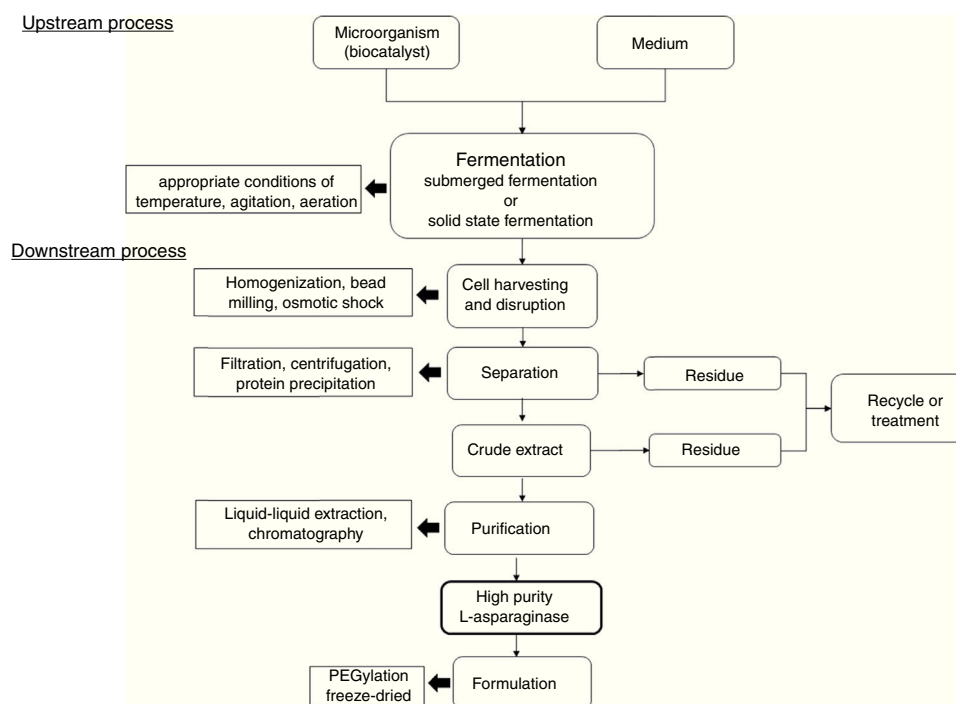 Upstream process
Microorganism
(biocatalyst)
Medium
Fermentation
submerged fermentation
or
solid state fermentation
appropriate conditions of
temperature, agitation, aeration
Downstream process
Cell harvesting
and disruption
Homogenization, bead
milling, osmotic shock
Separation
Filtration, centrifugation,
protein precipitation
Residue
Recycle or
treatment
Crude extract
Residue
Purification
Liquid-liquid extraction,
chromatography
High purity
L-asparaginase
Formulation
PEGylation
freeze-dried